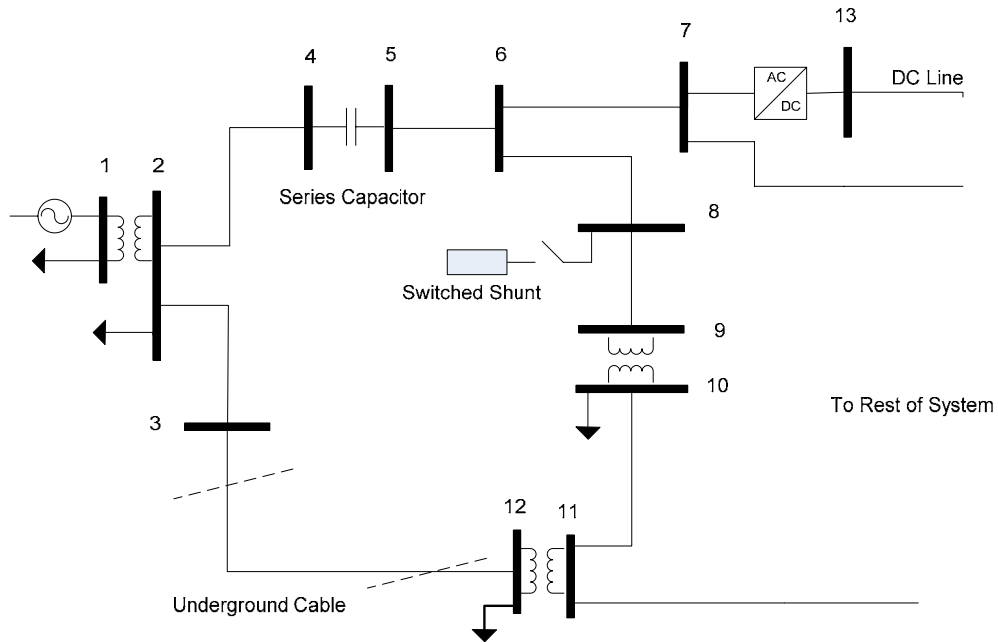 13
7
4
5
6
AC
DC
DC Line
1
2
Series Capacitor
8
Switched Shunt
9
10
To Rest of System
3
12
11
Underground Cable